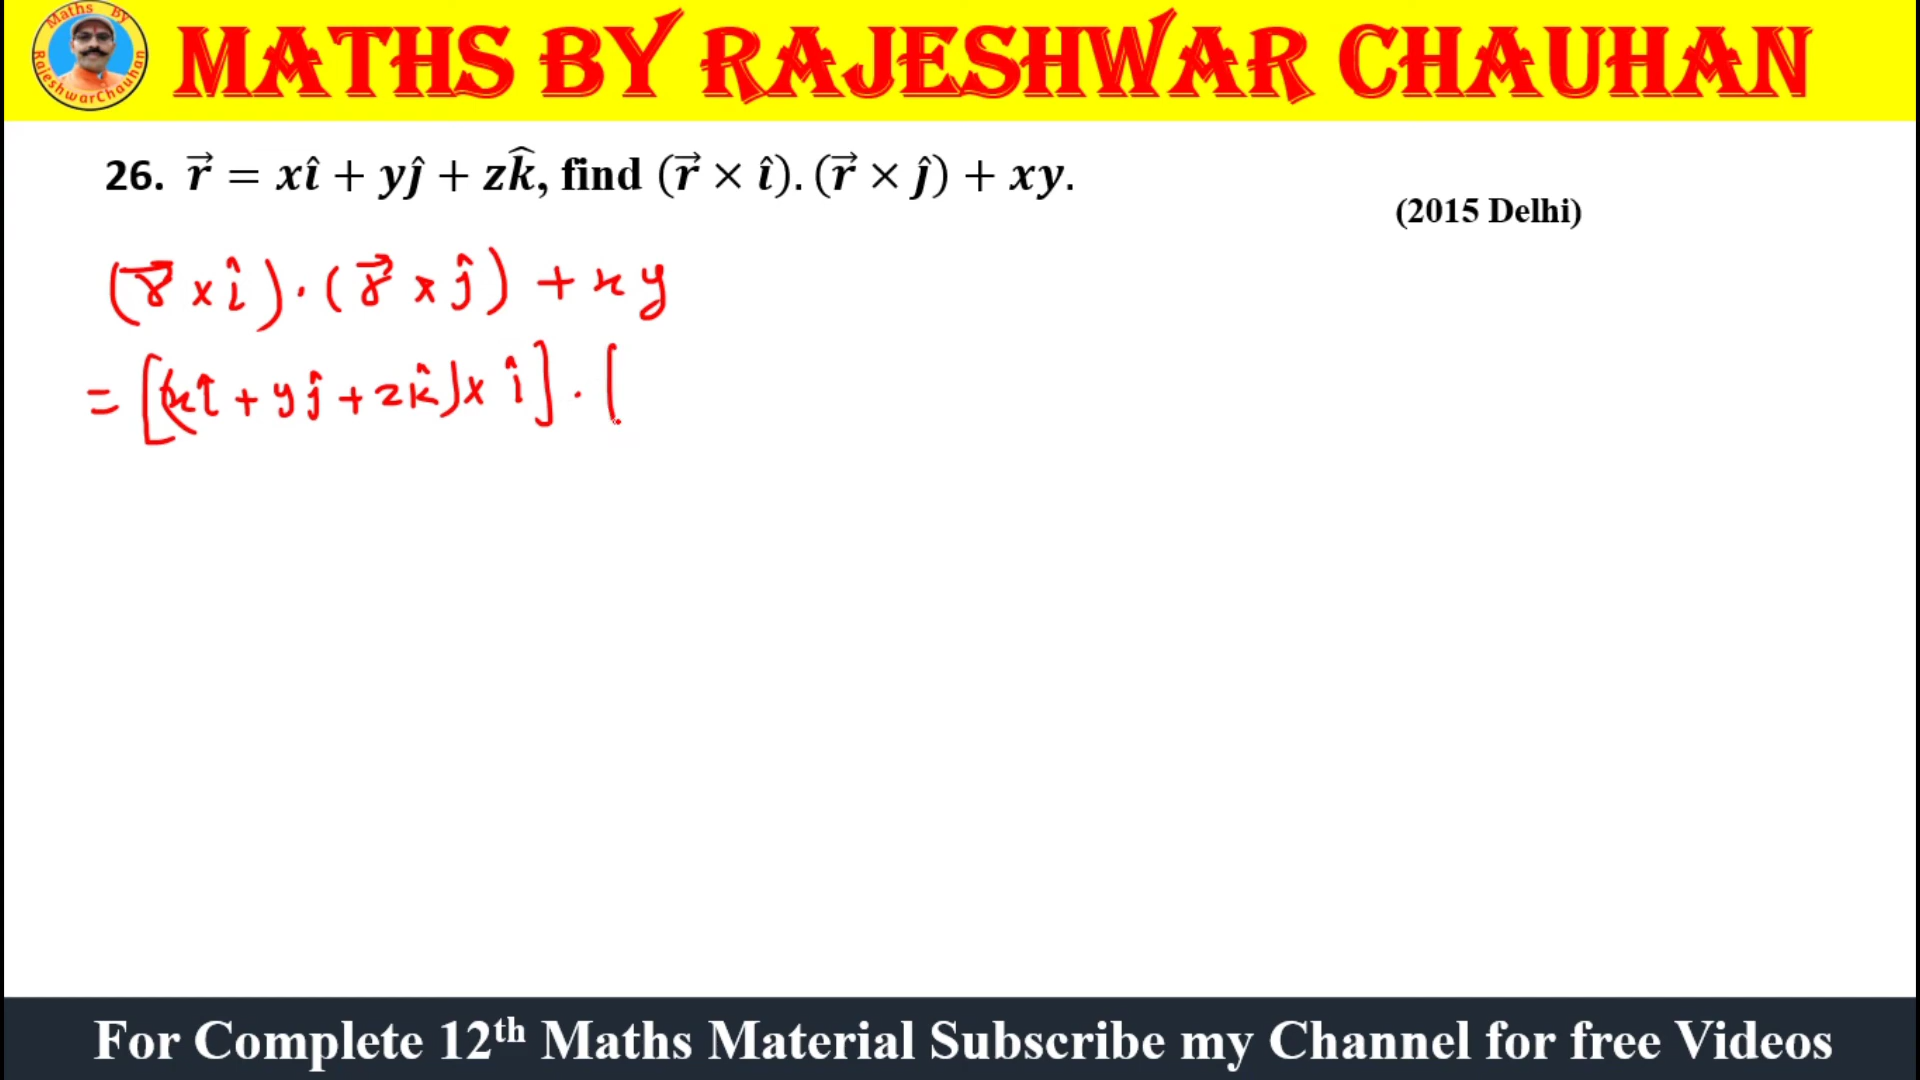 Maths By RajeshwarChauhan
MATHS BY RAJESHWAR CHAUHAN
26. r⃗ = xî + yĵ + zk̂, find (r⃗ × î). (r⃗ × ĵ) + xy.
(2015 Delhi)
(r⃗ × î) · (r⃗ × ĵ) + xy
= [(xî + yĵ + zk̂) × î] · [
For Complete 12th Maths Material Subscribe my Channel for free Videos